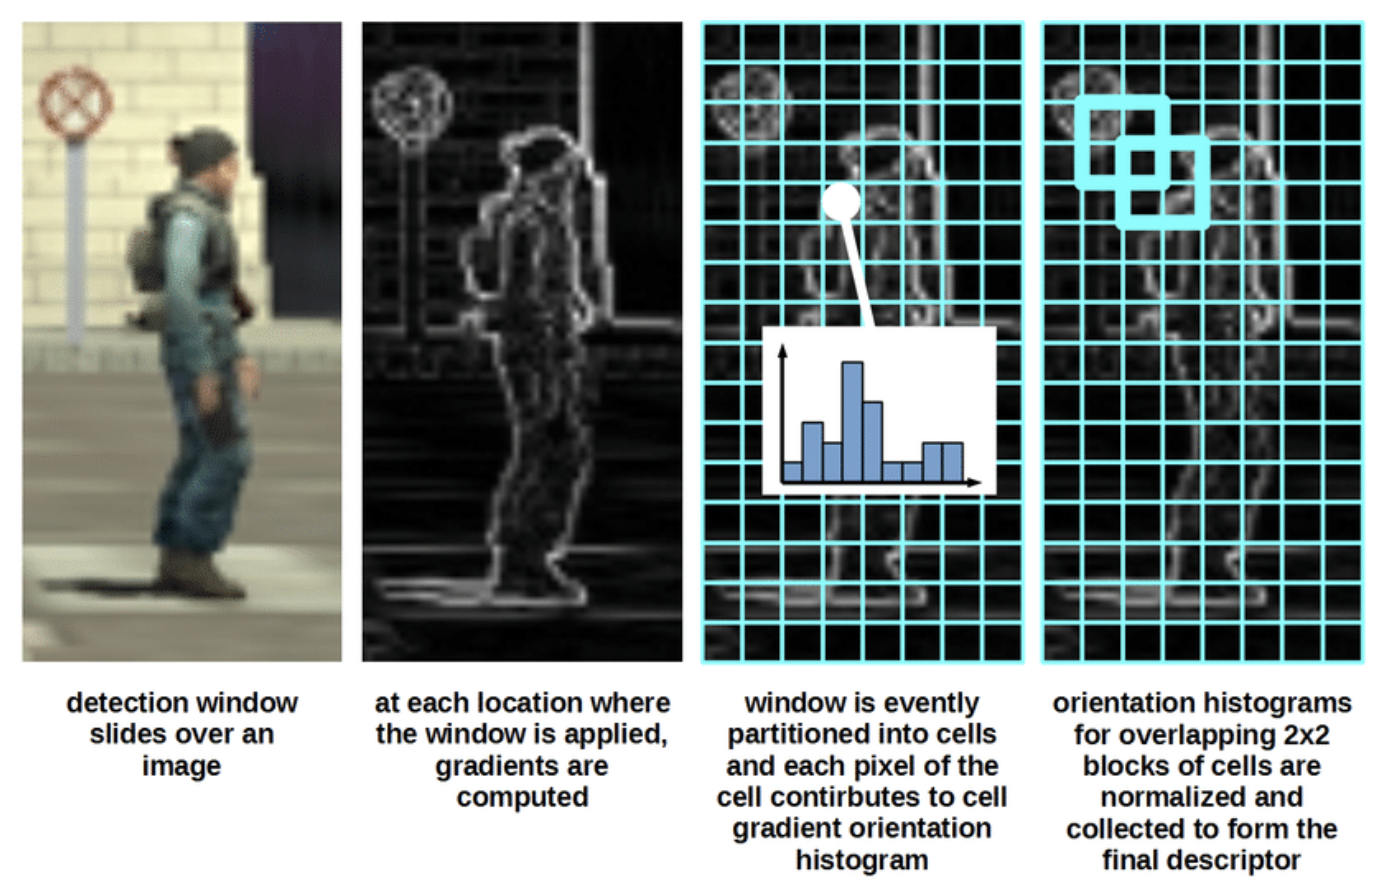 detection window
slides over an
image
at each location where
the window is applied,
gradients are
computed
window is evently
partitioned into cells
and each pixel of the
cell contirbutes to cell
gradient orientation
histogram
orientation histograms
for overlapping 2x2
blocks of cells are
normalized and
collected to form the
final descriptor